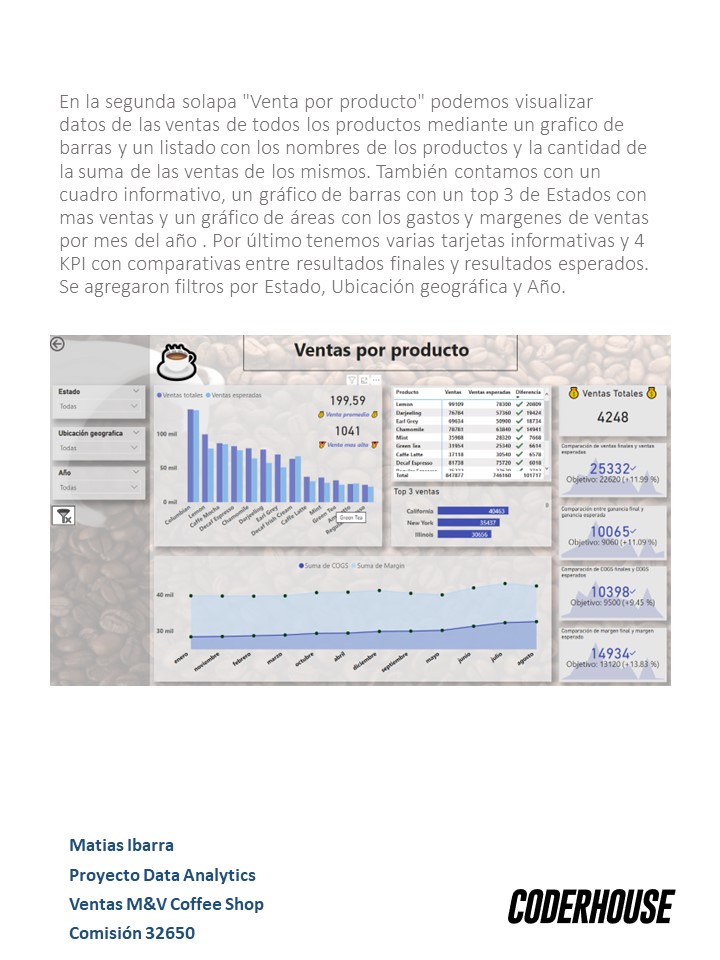 En la segunda solapa "Venta por producto" podemos visualizar
datos de las ventas de todos los productos mediante un grafico de
barras y un listado con los nombres de los productos y la cantidad de
la suma de las ventas de los mismos. También contamos con un
cuadro informativo, un gráfico de barras con un top 3 de Estados con
mas ventas y un gráfico de áreas con los gastos y margenes de ventas
por mes del año . Por último tenemos varias tarjetas informativas y 4
KPI con comparativas entre resultados finales y resultados esperados.
Se agregaron filtros por Estado, Ubicación geográfica y Año.
Ventas por producto
Estado
Todas
Ubicación geografica
Todas
Año
Todas
Ventas totales Ventas esperadas
100 mil
50 mil
0 mil
Columbian
Lemon
Caffe Mocha
Decaf Espresso
Chamomile
Darjeeling
Earl Grey
Decaf Irish Cream
Caffe Latte
Mint
Green Tea
Green Tea
199,59
Venta promedio
1041
Venta mas alta
Producto Ventas Ventas esperadas Diferencia
Lemon 99109 78300 20809
Darjeeling 76784 57360 19424
Earl Grey 69634 50900 18734
Chamomile 78781 63840 14941
Mint 35988 28320 7668
Green Tea 31954 25340 6614
Caffe Latte 37118 30540 6578
Decaf Espresso 81738 75720 6018
Total 847877 746160 101717
Top 3 ventas
California 40463
New York 35437
Illinois 30656
Suma de COGS Suma de Margin
40 mil
30 mil
enero
noviembre
febrero
marzo
octubre
abril
diciembre
septiembre
mayo
junio
julio
agosto
Ventas Totales
4248
Comparación de ventas finales y ventas
esperadas
25332
Objetivo: 22620 (+11.99 %)
Comparación entre ganancia final y
ganancia esperada
10065
Objetivo: 9060 (+11.09 %)
Comparación de COGS finales y COGS
esperados
10398
Objetivo: 9500 (+9.45 %)
Comparación de margen final y margen
esperado
14934
Objetivo: 13120 (+13.83 %)
Matias Ibarra
Proyecto Data Analytics
Ventas M&V Coffee Shop
Comisión 32650
CODERHOUSE